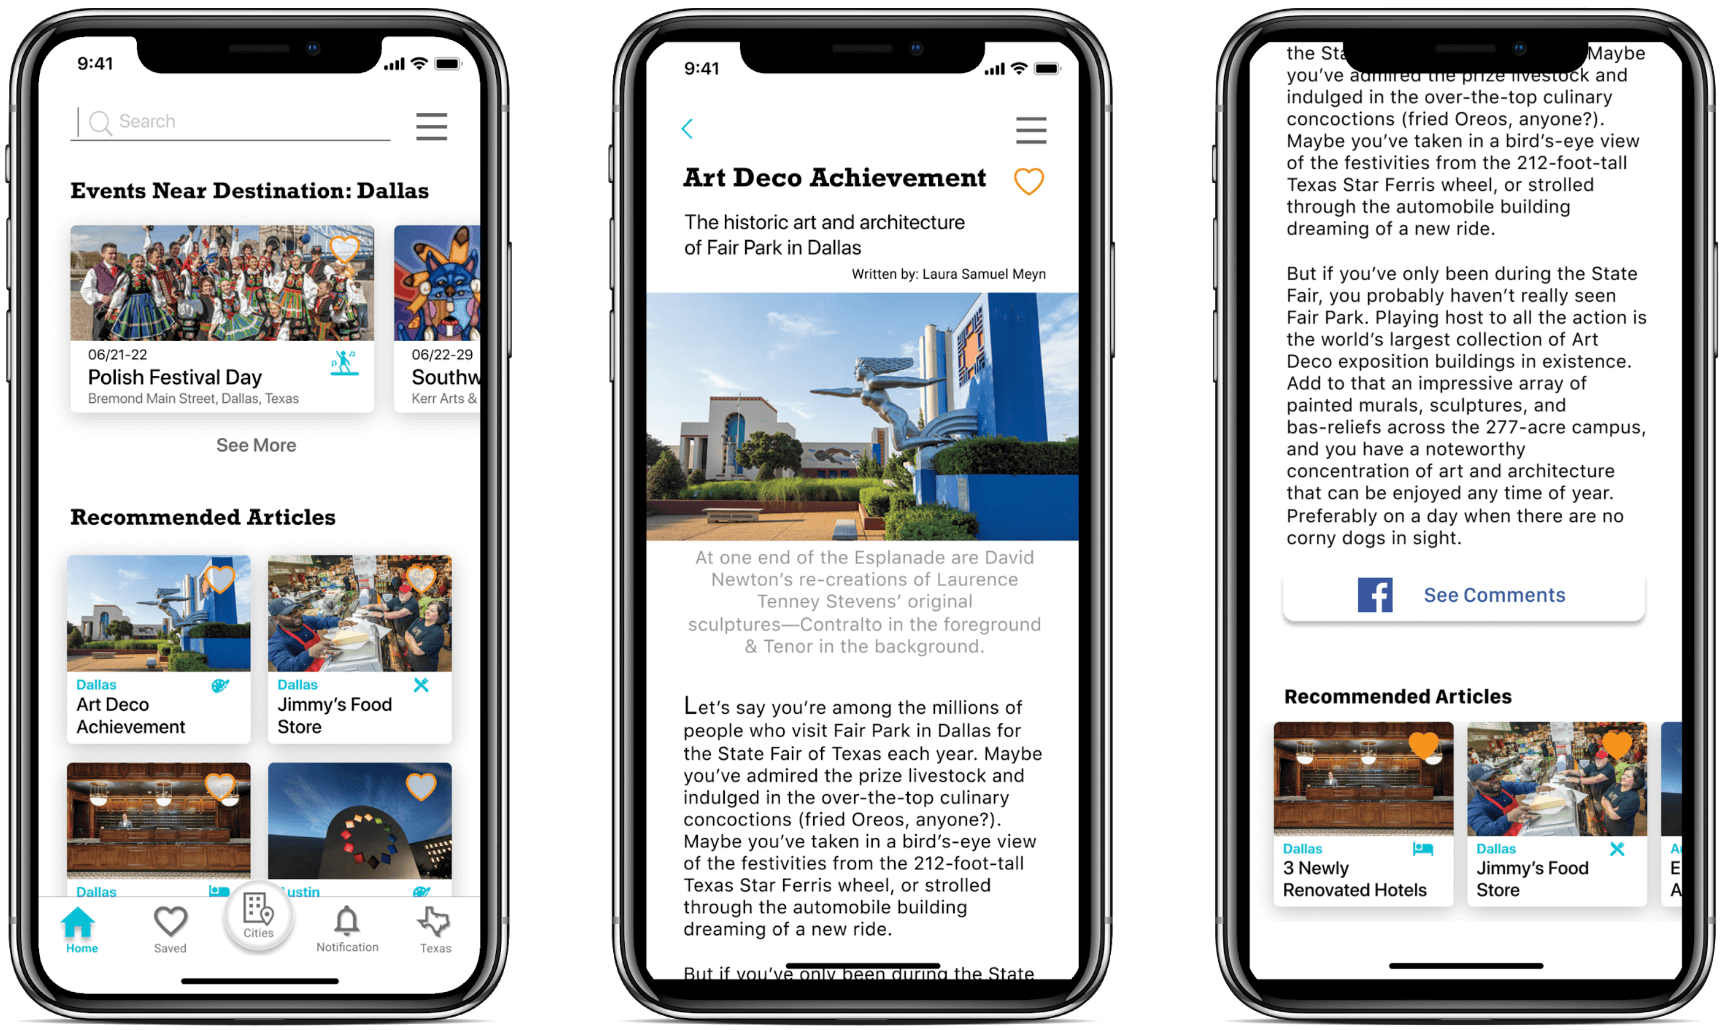 9:41
Search
Events Near Destination: Dallas
06/21-22
Polish Festival Day
Bremond Main Street, Dallas, Texas
06/22-29
Southw
Kerr Arts &
See More
Recommended Articles
Dallas
Art Deco
Achievement
Dallas
Jimmy's Food
Store
Dallas
ustin
Home
Saved
Cities
Notification
Texas
9:41
Art Deco Achievement
The historic art and architecture
of Fair Park in Dallas
Written by: Laura Samuel Meyn
At one end of the Esplanade are David
Newton's re-creations of Laurence
Tenney Stevens' original
sculptures—Contralto in the foreground
& Tenor in the background.
Let's say you're among the millions of
people who visit Fair Park in Dallas for
the State Fair of Texas each year. Maybe
you've admired the prize livestock and
indulged in the over-the-top culinary
concoctions (fried Oreos, anyone?).
Maybe you've taken in a bird's-eye view
of the festivities from the 212-foot-tall
Texas Star Ferris wheel, or strolled
through the automobile building
dreaming of a new ride.
But if you've only been during the State
the Sta Maybe
you've admired the prize livestock and
indulged in the over-the-top culinary
concoctions (fried Oreos, anyone?).
Maybe you've taken in a bird's-eye view
of the festivities from the 212-foot-tall
Texas Star Ferris wheel, or strolled
through the automobile building
dreaming of a new ride.
But if you've only been during the State
Fair, you probably haven't really seen
Fair Park. Playing host to all the action is
the world's largest collection of Art
Deco exposition buildings in existence.
Add to that an impressive array of
painted murals, sculptures, and
bas-reliefs across the 277-acre campus,
and you have a noteworthy
concentration of art and architecture
that can be enjoyed any time of year.
Preferably on a day when there are no
corny dogs in sight.
f See Comments
Recommended Articles
Dallas
3 Newly
Renovated Hotels
Dallas
Jimmy's Food
Store
A
E
A